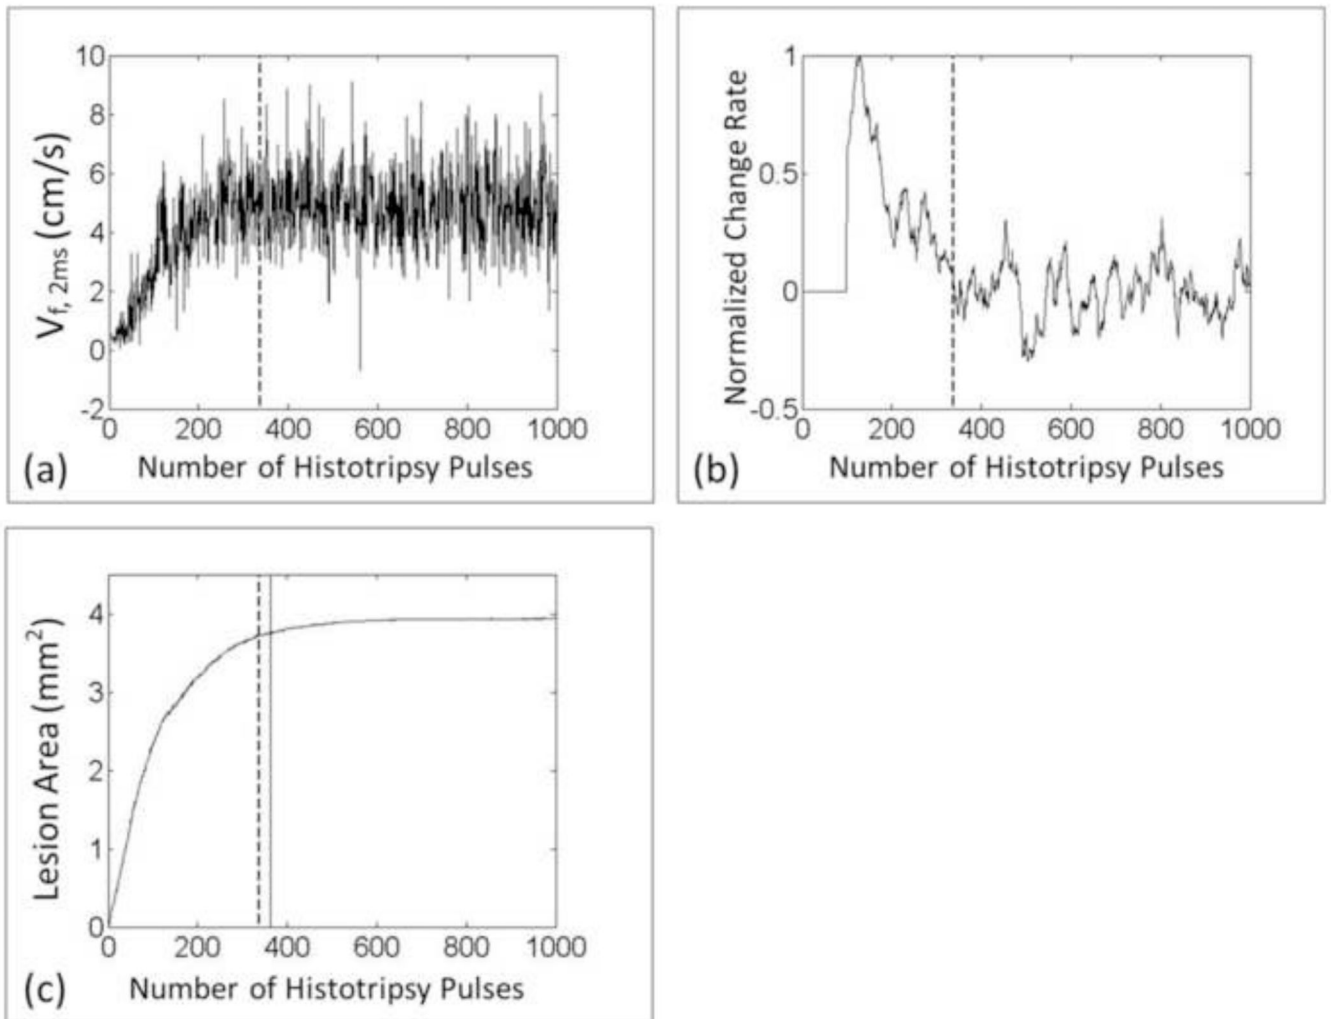 10
8
6
4
2
0
-2
V_f, 2ms (cm/s)
0 200 400 600 800 1000
(a) Number of Histotripsy Pulses
1
0.5
0
-0.5
Normalized Change Rate
0 200 400 600 800 1000
(b) Number of Histotripsy Pulses
4
3
2
1
0
Lesion Area (mm²)
0 200 400 600 800 1000
(c) Number of Histotripsy Pulses